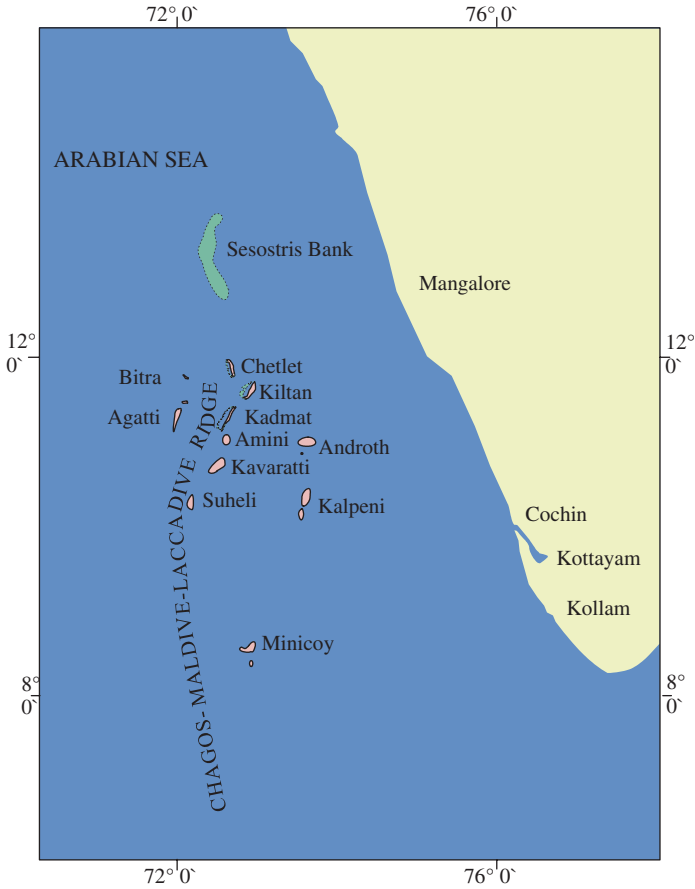 72° 0`
76° 0`
ARABIAN SEA
Sesostris Bank
Mangalore
12°
0`
12°
0`
Chetlet
Bitra
Kiltan
Agatti
Kadmat
Amini
Androth
Kavaratti
Suheli
Kalpeni
Cochin
Kottayam
Kollam
Minicoy
CHAGOS-MALDIVE-LACCADIVE RIDGE
8°
0`
8°
0`
72° 0`
76° 0`